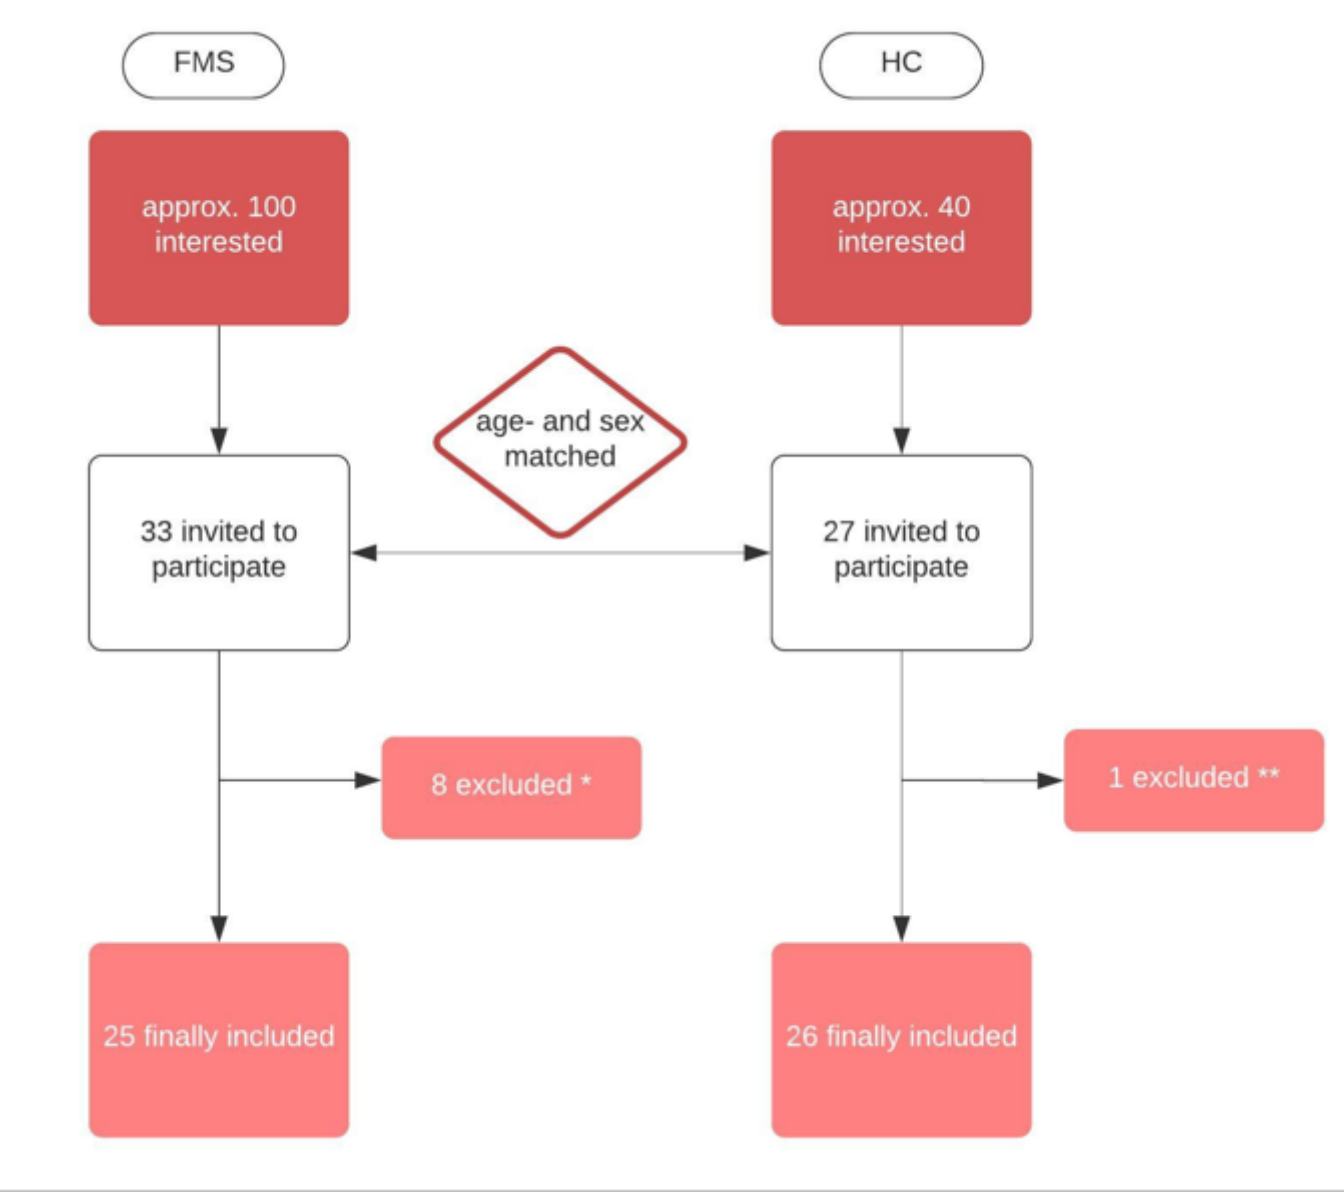 FMS
HC
approx. 100
interested
approx. 40
interested
age- and sex
matched
33 invited to
participate
27 invited to
participate
8 excluded *
1 excluded **
25 finally included
26 finally included